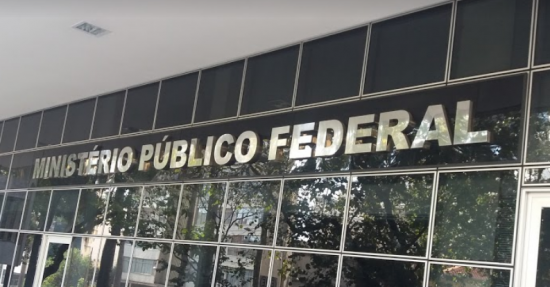 MINISTÉRIO PÚBLICO FEDERAL